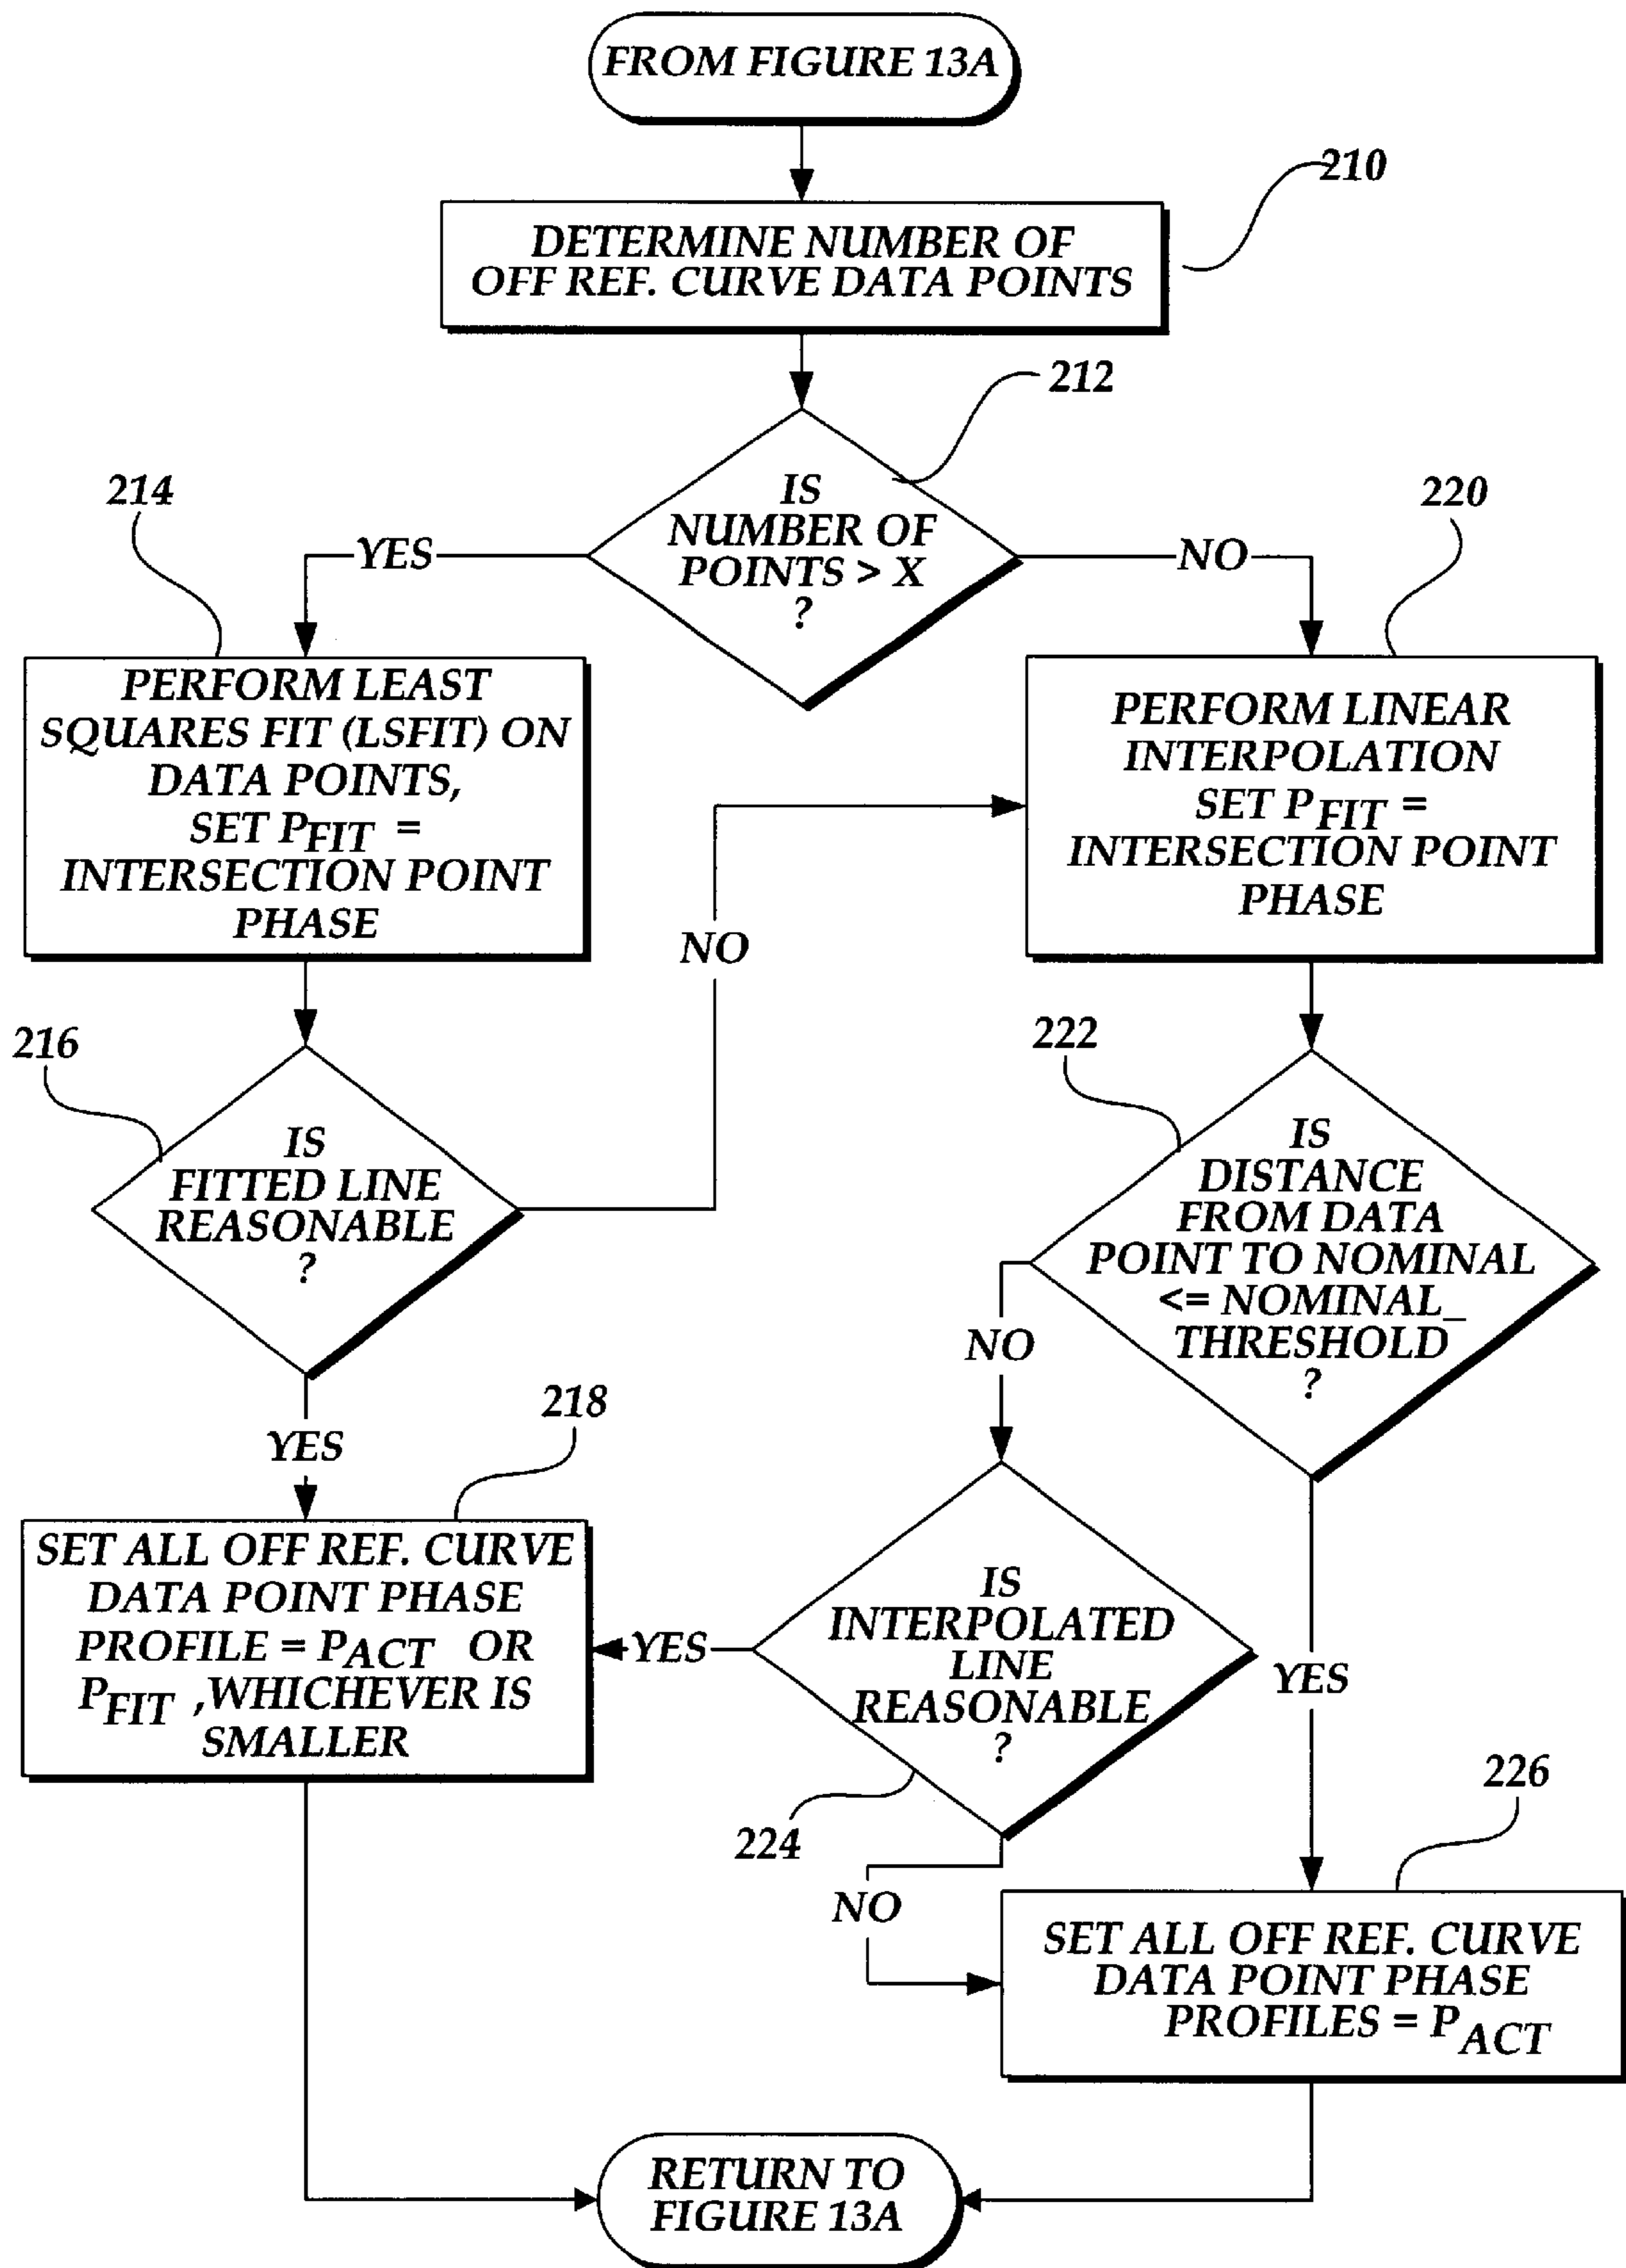 FROM FIGURE 13A
210
DETERMINE NUMBER OF
OFF REF. CURVE DATA POINTS
212
IS
NUMBER OF
POINTS > X
?
YES
NO
214
PERFORM LEAST
SQUARES FIT (LSFIT) ON
DATA POINTS,
SET PFIT =
INTERSECTION POINT
PHASE
220
PERFORM LINEAR
INTERPOLATION
SET PFIT =
INTERSECTION POINT
PHASE
216
IS
FITTED LINE
REASONABLE
?
NO
YES
222
IS
DISTANCE
FROM DATA
POINT TO NOMINAL
<= NOMINAL_
THRESHOLD
?
NO
YES
218
SET ALL OFF REF. CURVE
DATA POINT PHASE
PROFILE = PACT OR
PFIT ,WHICHEVER IS
SMALLER
224
IS
INTERPOLATED
LINE
REASONABLE
?
YES
NO
226
SET ALL OFF REF. CURVE
DATA POINT PHASE
PROFILES = PACT
RETURN TO
FIGURE 13A